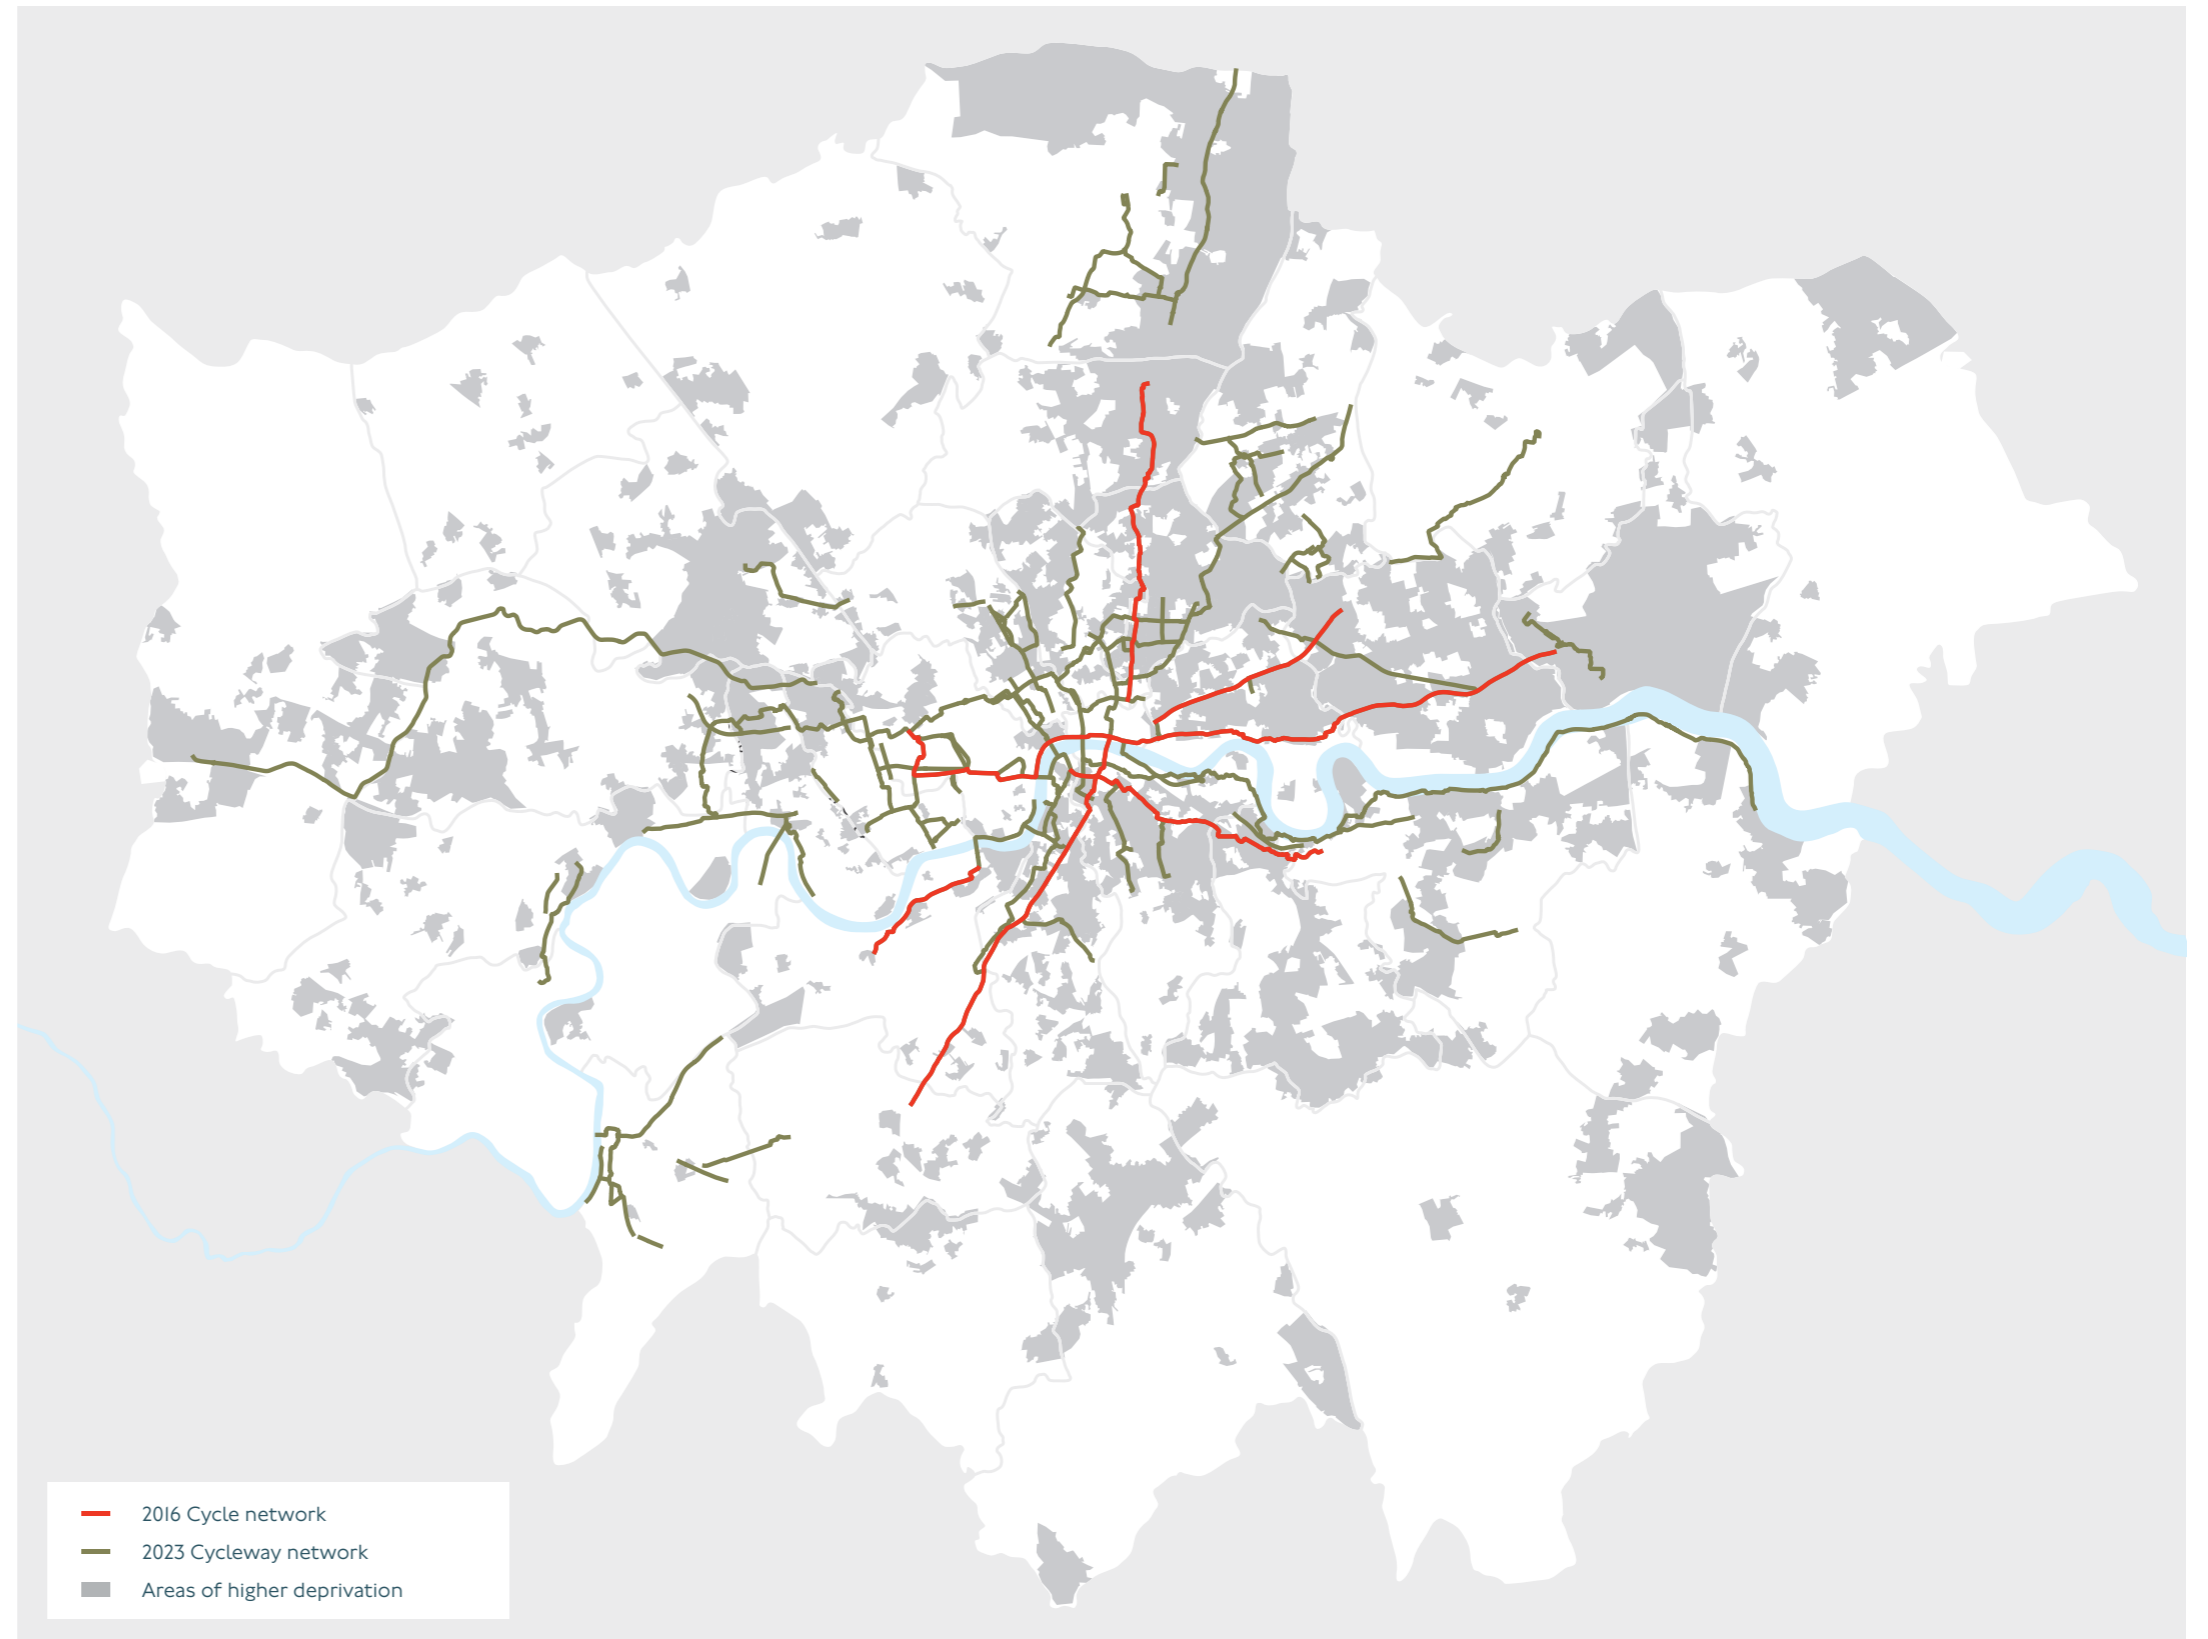 2016 Cycle network
2023 Cycleway network
Areas of higher deprivation